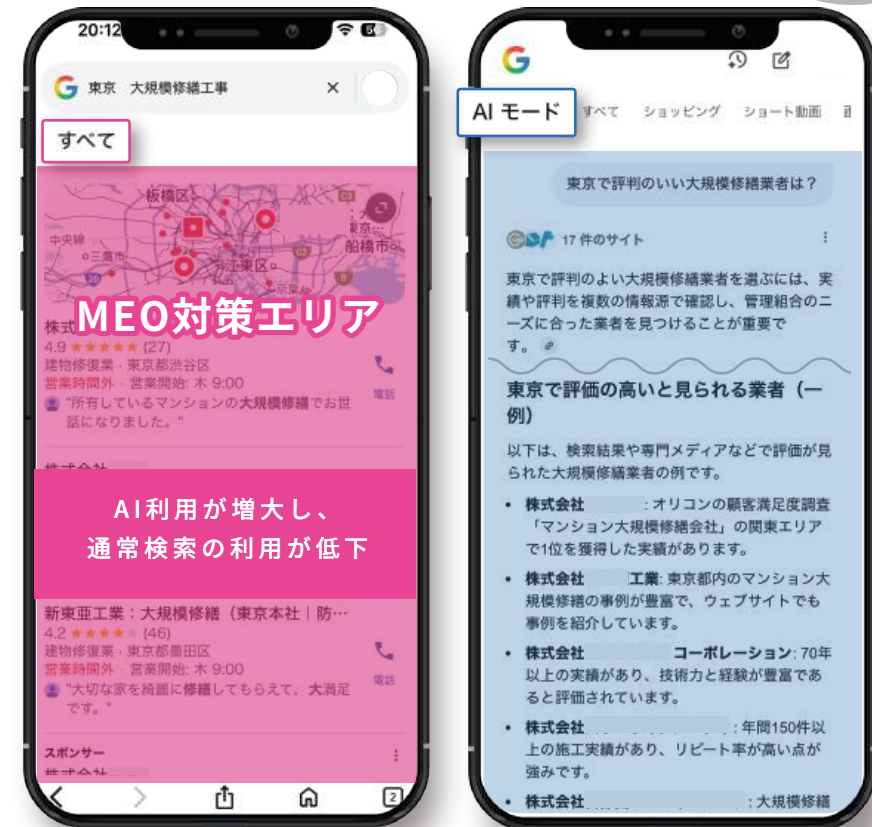 20:12
東京 大規模修繕工事
すべて
板橋区
中央線
三鷹市
江東区
船橋市
MEO対策エリア
株式
4.9 ★★★★★ (27)
建物修復業・東京都渋谷区
営業時間外・営業開始: 木 9:00
電話
"所有しているマンションの大規模修繕でお世
話になりました。"
AI利用が増大し、
通常検索の利用が低下
新東亜工業：大規模修繕（東京本社｜防…
4.2 ★★★★★ (46)
建物修復業・東京都墨田区
営業時間外・営業開始: 木 9:00
電話
"大切な家を綺麗に修繕してもらえて、大満足
です。"
スポンサー
2
AI モード
すべて ショッピング ショート動画
東京で評判のいい大規模修繕業者は？
17 件のサイト
東京で評判のよい大規模修繕業者を選ぶには、実
績や評判を複数の情報源で確認し、管理組合のニ
ーズに合った業者を見つけることが重要で
す。
東京で評価の高いと見られる業者（一
例）
以下は、検索結果や専門メディアなどで評価が見
られた大規模修繕業者の例です。
• 株式会社 : オリコンの顧客満足度調査
「マンション大規模修繕会社」の関東エリア
で1位を獲得した実績があります。
• 株式会社 工業: 東京都内のマンション大
規模修繕の事例が豊富で、ウェブサイトでも
事例を紹介しています。
• 株式会社 コーポレーション: 70年
以上の実績があり、技術力と経験が豊富であ
ると評価されています。
• 株式会社 : 年間150件以
上の施工実績があり、リピート率が高い点が
強みです。
• 株式会社 : 大規模修繕